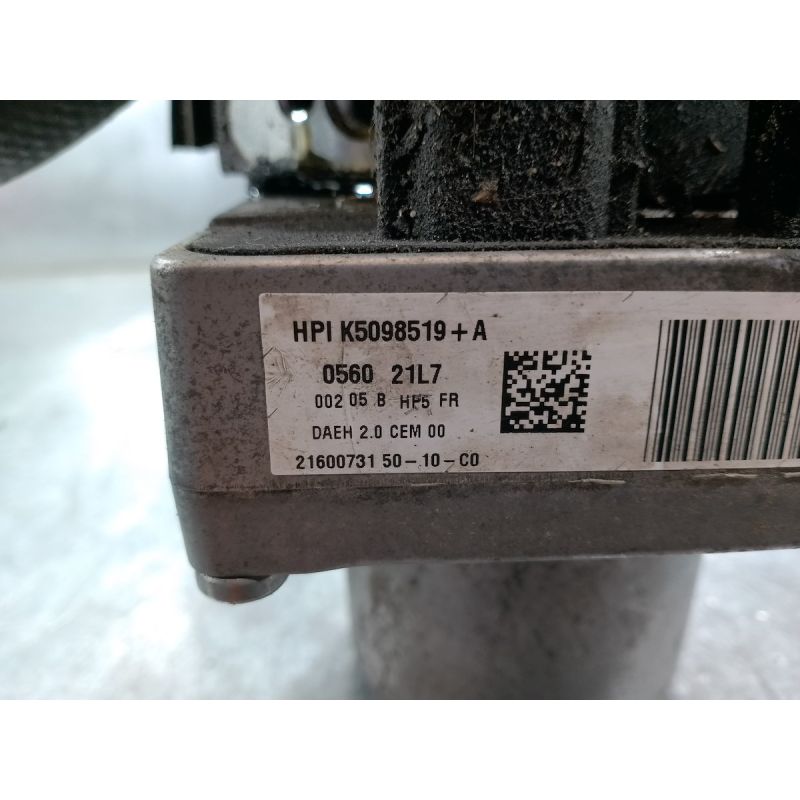 HPI K5098519+A
0560 21L7
002 05 B HP5 FR
DAEH 2.0 CEM 00
21600731 50-10-C0